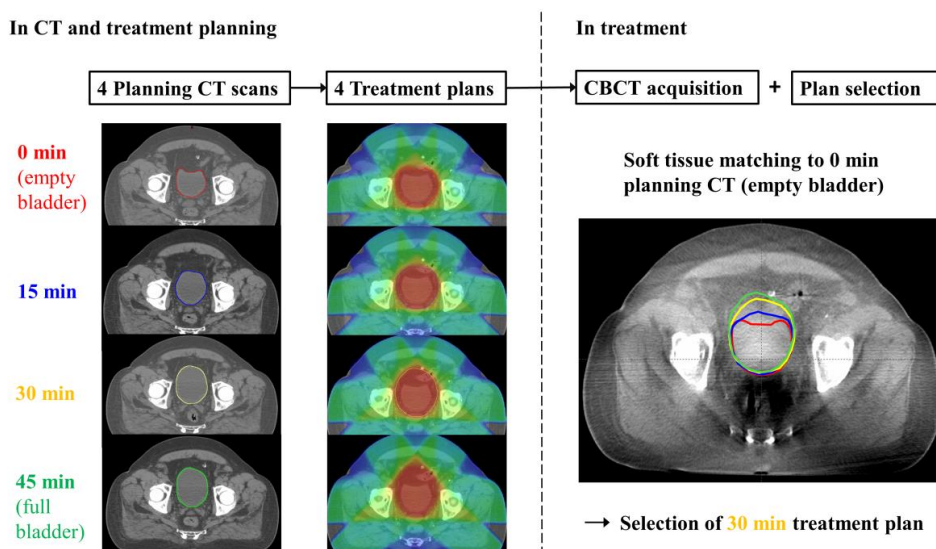 In CT and treatment planning
In treatment
4 Planning CT scans
4 Treatment plans
CBCT acquisition
+
Plan selection
0 min
(empty
bladder)
15 min
30 min
45 min
(full
bladder)
Soft tissue matching to 0 min
planning CT (empty bladder)
→ Selection of 30 min treatment plan